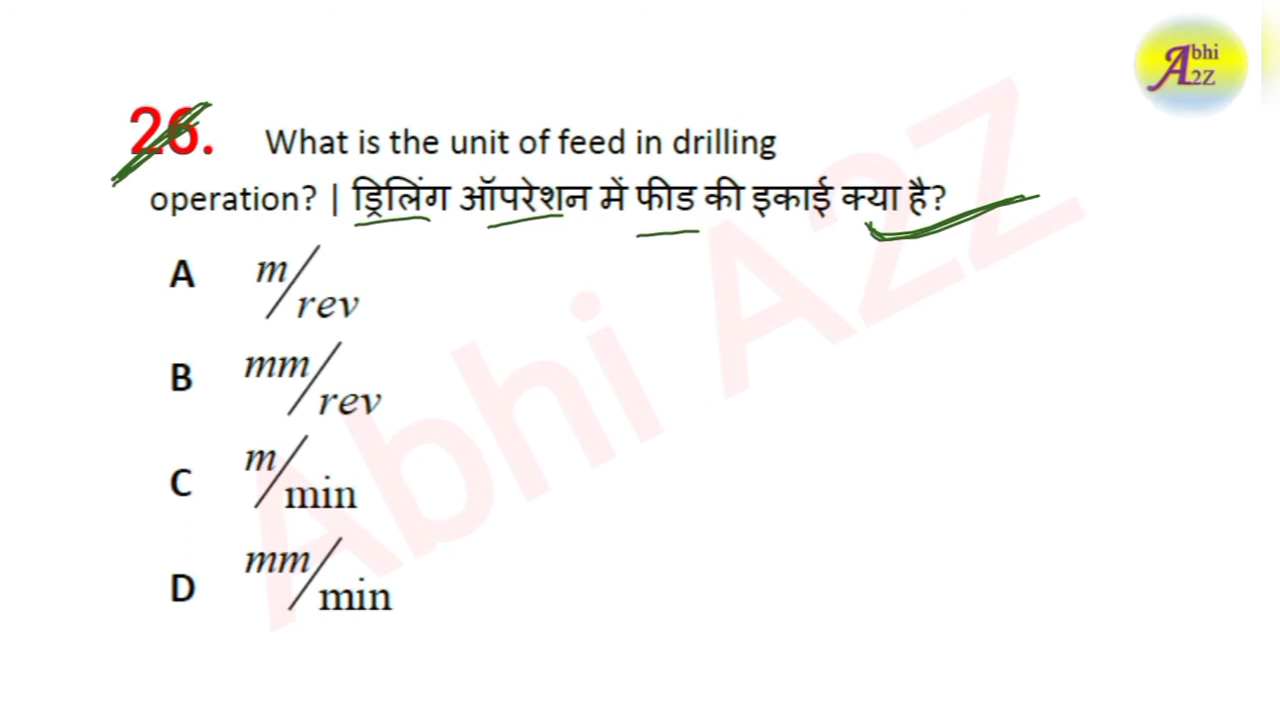 Abhi
A2Z
26. What is the unit of feed in drilling
operation? | ड्रिलिंग ऑपरेशन में फीड की इकाई क्या है?
A m/rev
B mm/rev
C m/min
D mm/min
Abhi A2Z